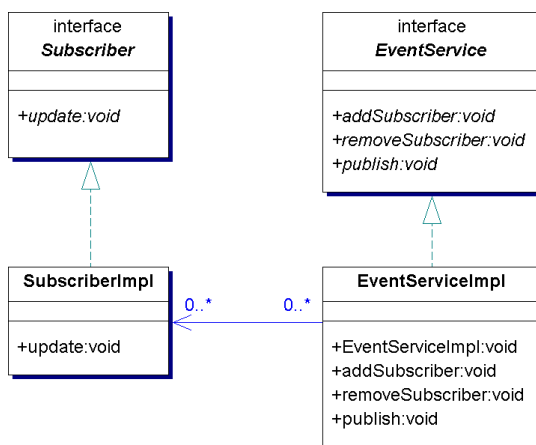 interface
Subscriber
+update:void
interface
EventService
+addSubscriber:void
+removeSubscriber:void
+publish:void
SubscriberImpl
+update:void
0..*
0..*
EventServiceImpl
+EventServiceImpl:void
+addSubscriber:void
+removeSubscriber:void
+publish:void